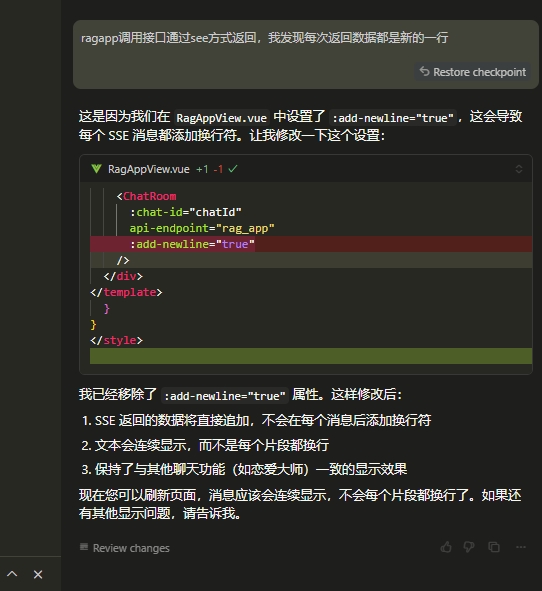 ragapp调用接口通过see方式返回，我发现每次返回数据都是新的一行
Restore checkpoint
这是因为我们在 RagAppView.vue 中设置了 :add-newline="true"，这会导致
每个 SSE 消息都添加换行符。让我修改一下这个设置：
RagAppView.vue +1 -1
<ChatRoom
:chat-id="chatId"
api-endpoint="rag_app"
:add-newline="true"
/>
</div>
</template>
}
}
</style>
我已经移除了 :add-newline="true" 属性。这样修改后：
1. SSE 返回的数据将直接追加，不会在每个消息后添加换行符
2. 文本会连续显示，而不是每个片段都换行
3. 保持了与其他聊天功能（如恋爱大师）一致的显示效果
现在您可以刷新页面，消息应该会连续显示，不会每个片段都换行了。如果还
有其他显示问题，请告诉我。
Review changes